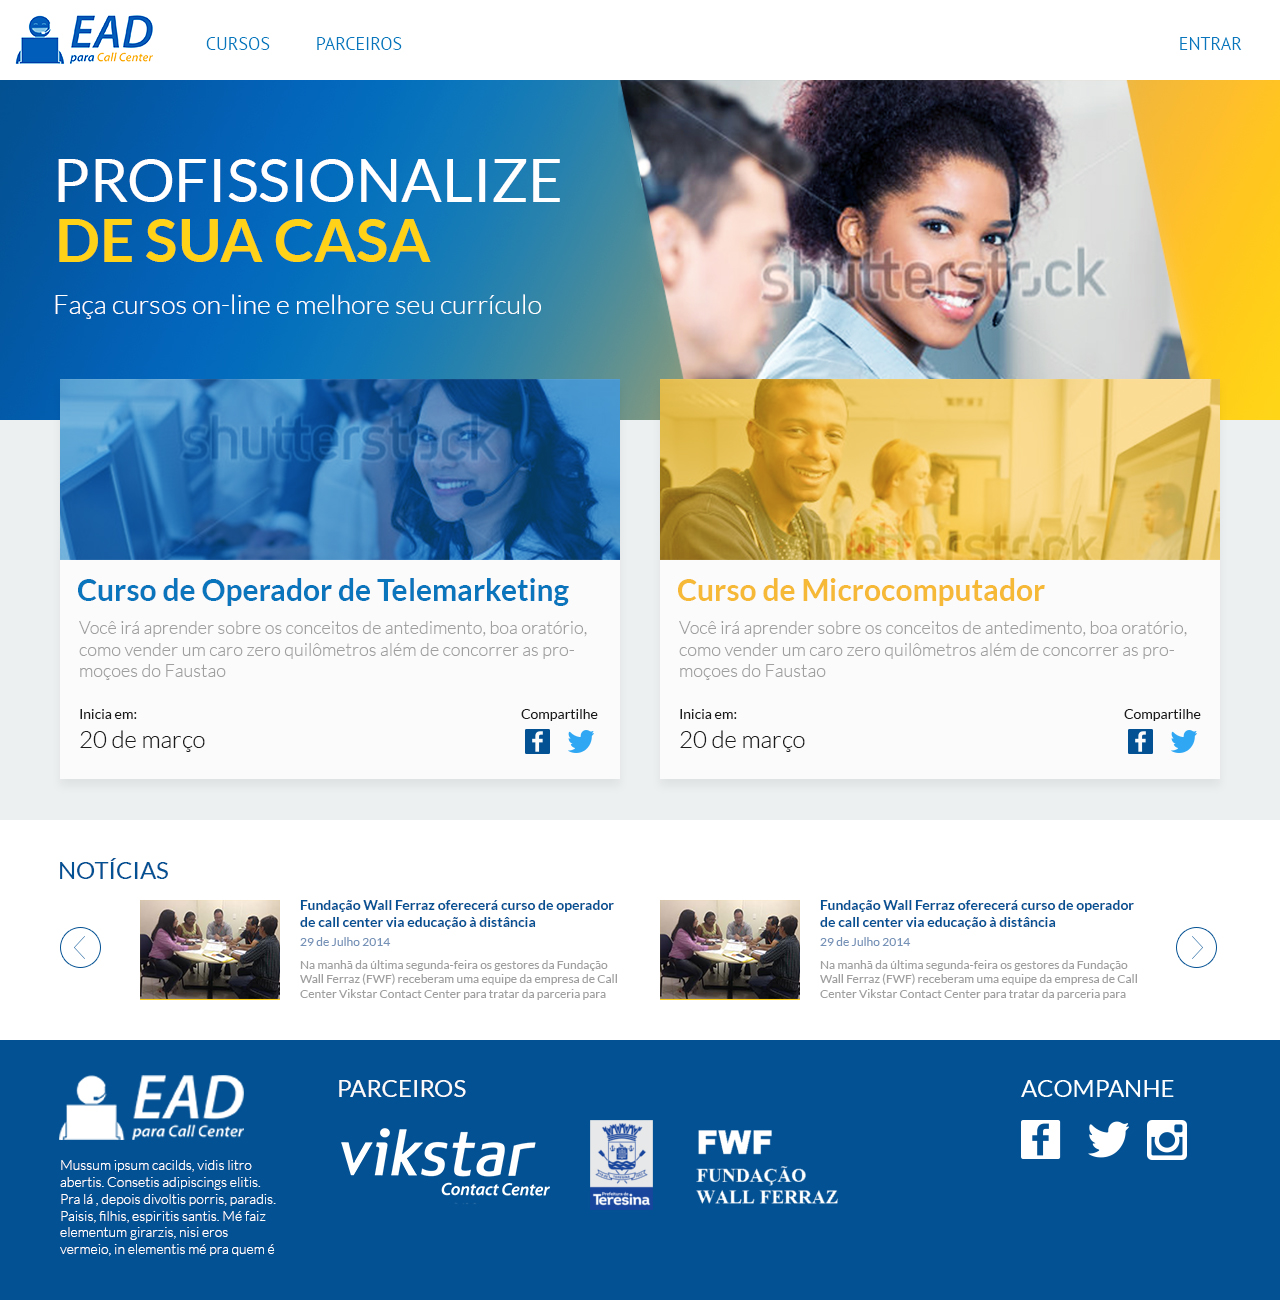 EAD
para Call Center
CURSOS
PARCEIROS
ENTRAR
PROFISSIONALIZE
DE SUA CASA
Faça cursos on-line e melhore seu currículo
shutterstock
shutterstock
shutterstock
Curso de Operador de Telemarketing
Você irá aprender sobre os conceitos de antedimento, boa oratório,
como vender um caro zero quilômetros além de concorrer as pro-
moçoes do Faustao
Inicia em:
20 de março
Compartilhe
Curso de Microcomputador
Você irá aprender sobre os conceitos de antedimento, boa oratório,
como vender um caro zero quilômetros além de concorrer as pro-
moçoes do Faustao
Inicia em:
20 de março
Compartilhe
NOTÍCIAS
Fundação Wall Ferraz oferecerá curso de operador
de call center via educação à distância
29 de Julho 2014
Na manhã da última segunda-feira os gestores da Fundação
Wall Ferraz (FWF) receberam uma equipe da empresa de Call
Center Vikstar Contact Center para tratar da parceria para
Fundação Wall Ferraz oferecerá curso de operador
de call center via educação à distância
29 de Julho 2014
Na manhã da última segunda-feira os gestores da Fundação
Wall Ferraz (FWF) receberam uma equipe da empresa de Call
Center Vikstar Contact Center para tratar da parceria para
EAD
para Call Center
Mussum ipsum cacilds, vidis litro
abertis. Consetis adipiscings elitis.
Pra lá , depois divoltis porris, paradis.
Paisis, filhis, espiritis santis. Mé faiz
elementum girarzis, nisi eros
vermeio, in elementis mé pra quem é
PARCEIROS
vikstar
Contact Center
Prefeitura de
Teresina
FWF
FUNDAÇÃO
WALL FERRAZ
ACOMPANHE